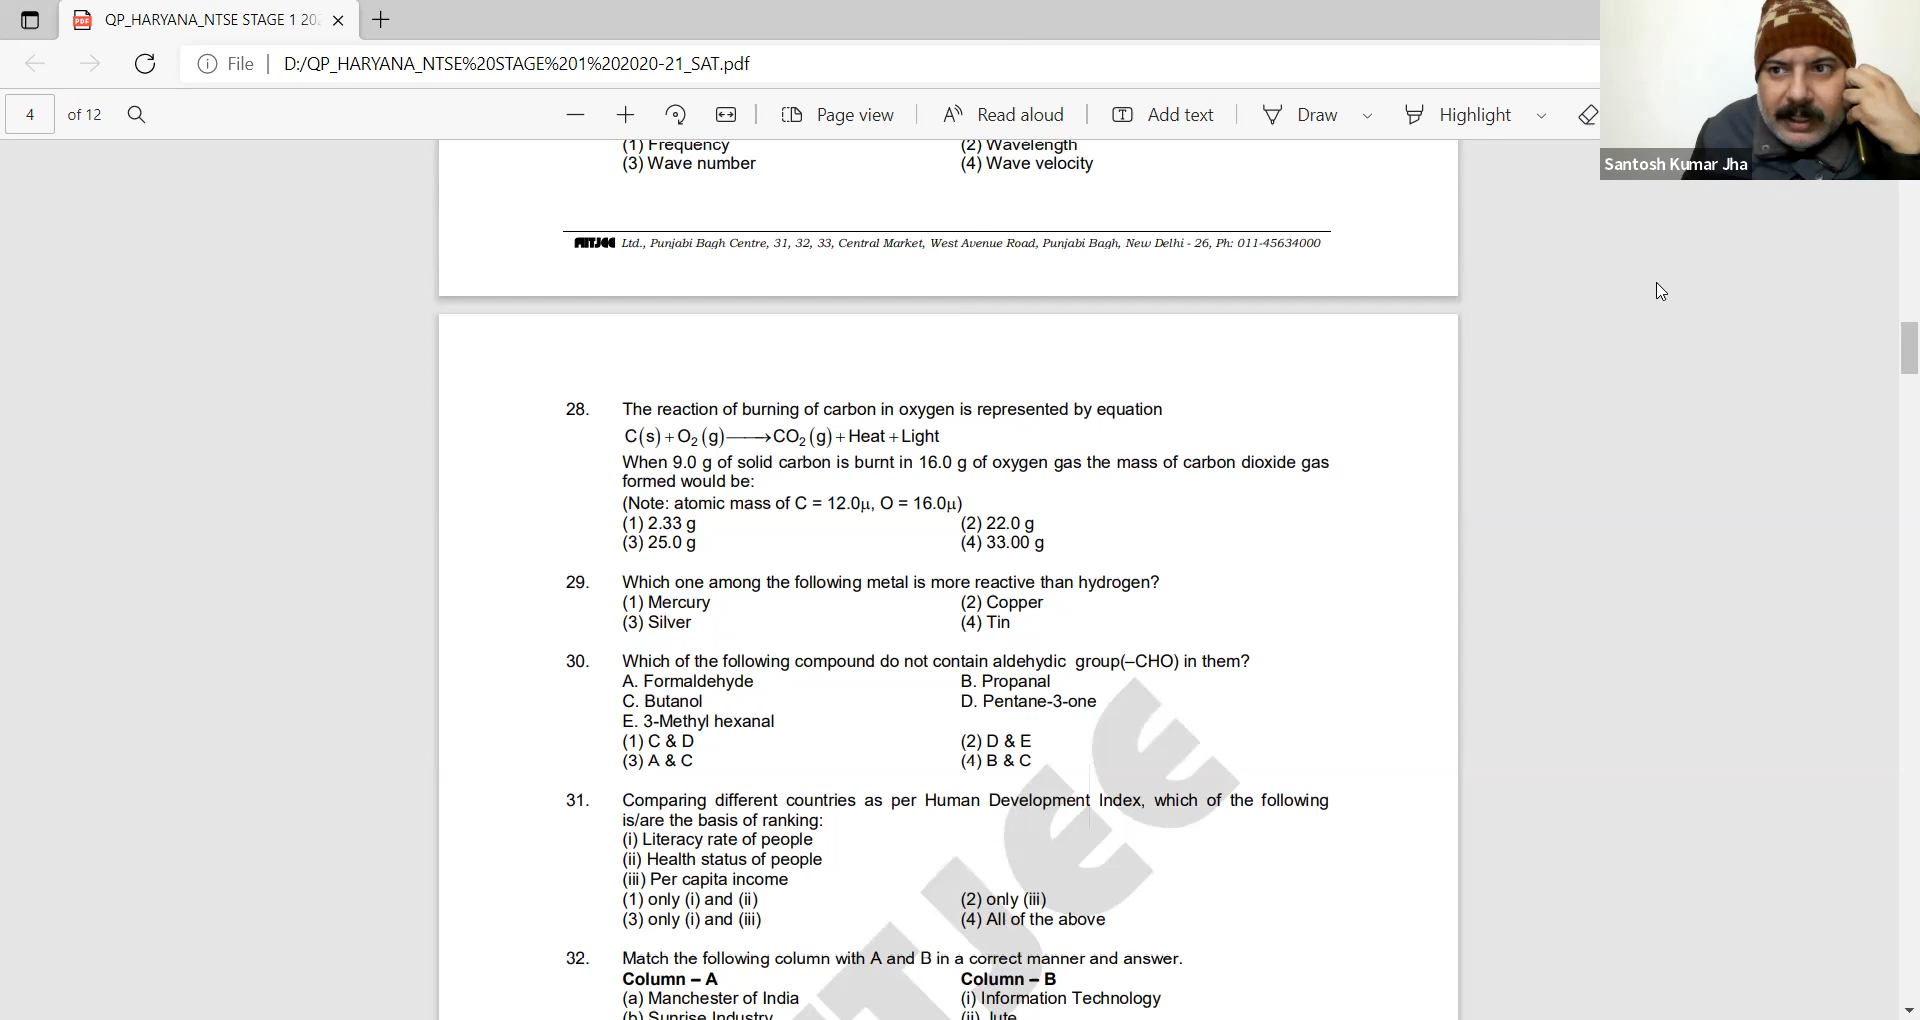 QP_HARYANA_NTSE STAGE 1 202
File
D:/QP_HARYANA_NTSE%20STAGE%201%202020-21_SAT.pdf
4 of 12
Page view
Read aloud
Add text
Draw
Highlight
Santosh Kumar Jha
(1) Frequency (2) Wavelength
(3) Wave number (4) Wave velocity
FIITJEE Ltd., Punjabi Bagh Centre, 31, 32, 33, Central Market, West Avenue Road, Punjabi Bagh, New Delhi - 26, Ph: 011-45634000
28. The reaction of burning of carbon in oxygen is represented by equation
C(s)+O₂(g)⟶CO₂(g)+Heat+Light
When 9.0 g of solid carbon is burnt in 16.0 g of oxygen gas the mass of carbon dioxide gas
formed would be:
(Note: atomic mass of C = 12.0μ, O = 16.0μ)
(1) 2.33 g (2) 22.0 g
(3) 25.0 g (4) 33.00 g
29. Which one among the following metal is more reactive than hydrogen?
(1) Mercury (2) Copper
(3) Silver (4) Tin
30. Which of the following compound do not contain aldehydic group(–CHO) in them?
A. Formaldehyde B. Propanal
C. Butanol D. Pentane-3-one
E. 3-Methyl hexanal
(1) C & D (2) D & E
(3) A & C (4) B & C
31. Comparing different countries as per Human Development Index, which of the following
is/are the basis of ranking:
(i) Literacy rate of people
(ii) Health status of people
(iii) Per capita income
(1) only (i) and (ii) (2) only (iii)
(3) only (i) and (iii) (4) All of the above
32. Match the following column with A and B in a correct manner and answer.
Column – A Column – B
(a) Manchester of India (i) Information Technology
(b) Sunrise Industry (ii) Jute